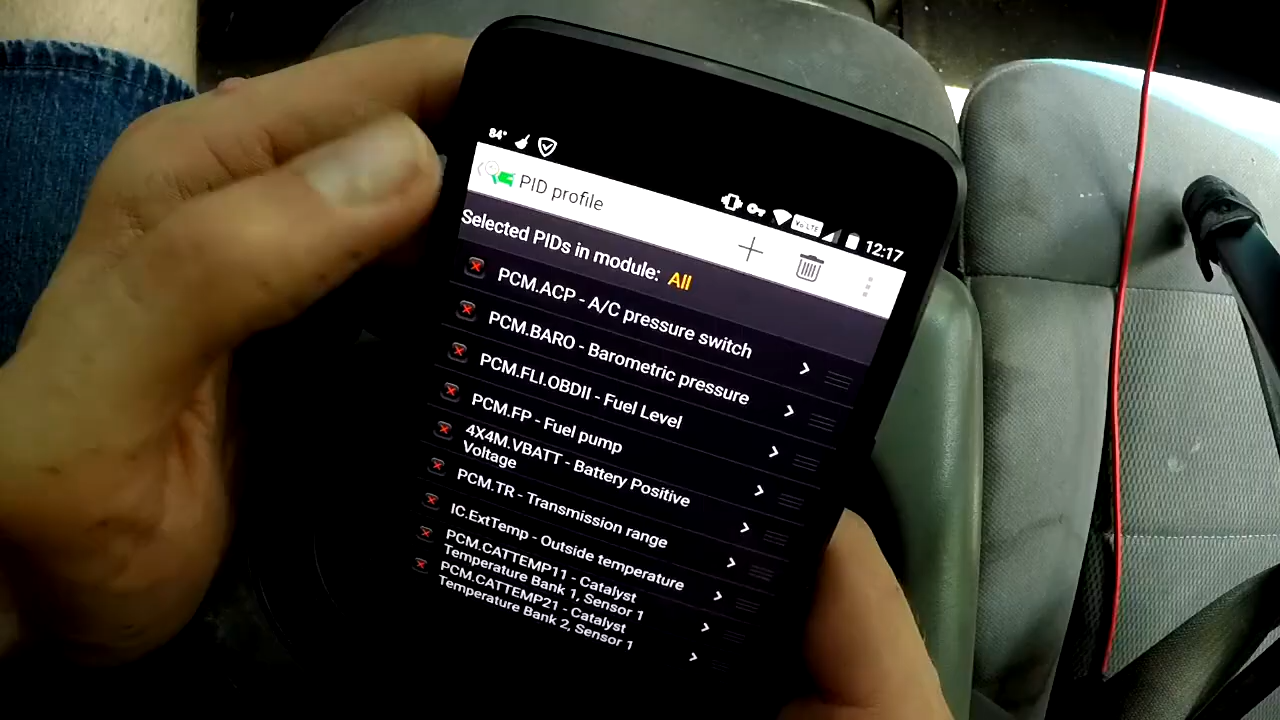 84°
Vo LTE
12:17
PID profile
Selected PIDs in module: All
PCM.ACP - A/C pressure switch
PCM.BARO - Barometric pressure
PCM.FLI.OBDII - Fuel Level
PCM.FP - Fuel pump
4X4M.VBATT - Battery Positive
Voltage
PCM.TR - Transmission range
IC.ExtTemp - Outside temperature
PCM.CATTEMP11 - Catalyst
Temperature Bank 1, Sensor 1
PCM.CATTEMP21 - Catalyst
Temperature Bank 2, Sensor 1